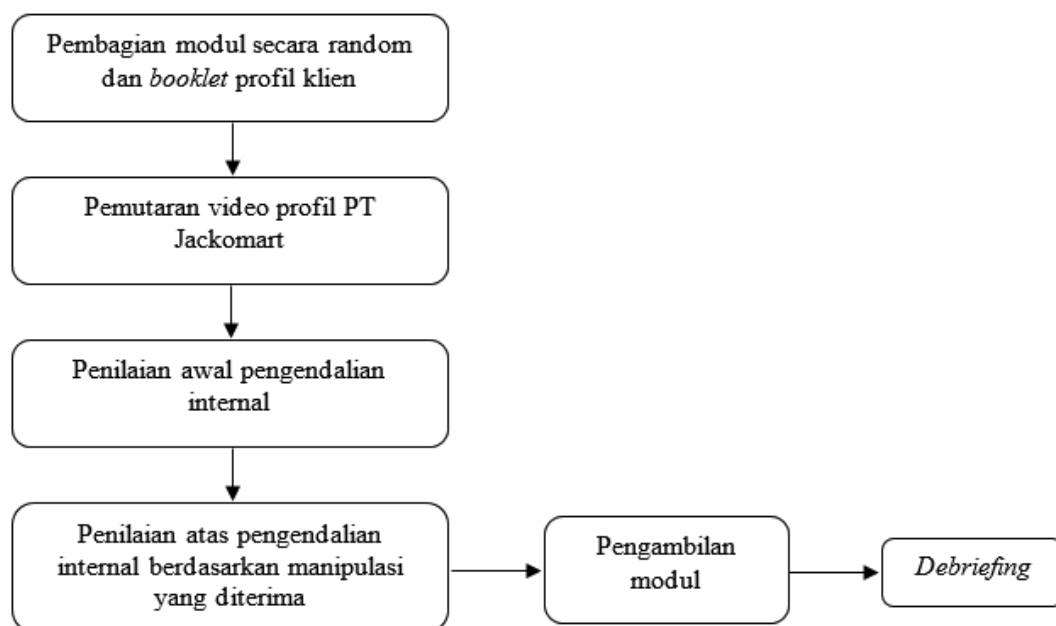 Pembagian modul secara random
dan booklet profil klien
Pemutaran video profil PT
Jackomart
Penilaian awal pengendalian
internal
Penilaian atas pengendalian
internal berdasarkan manipulasi
yang diterima
Pengambilan
modul
Debriefing